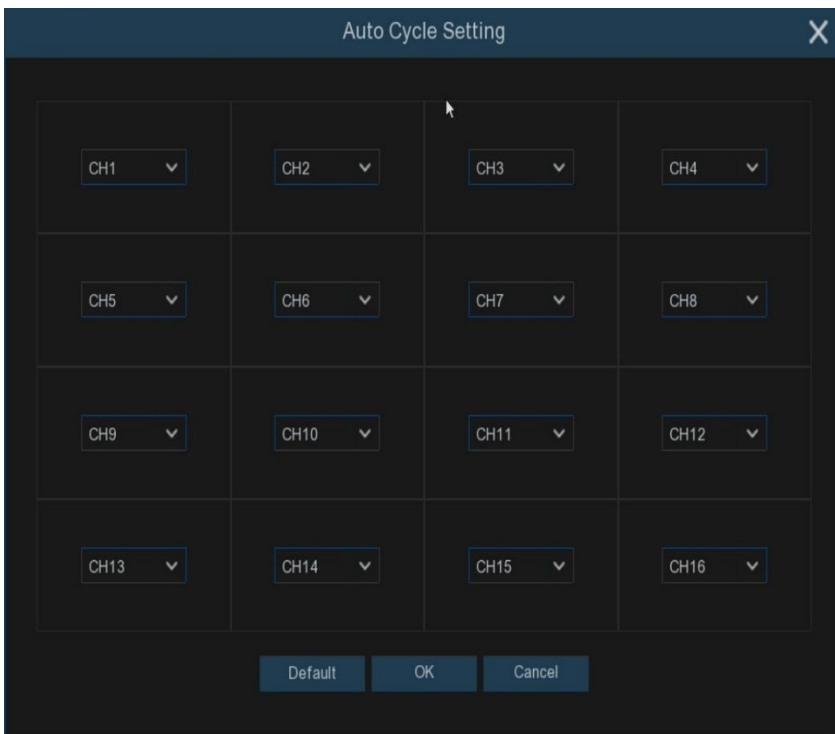 Auto Cycle Setting X
CH1 CH2 CH3 CH4
CH5 CH6 CH7 CH8
CH9 CH10 CH11 CH12
CH13 CH14 CH15 CH16
Default OK Cancel